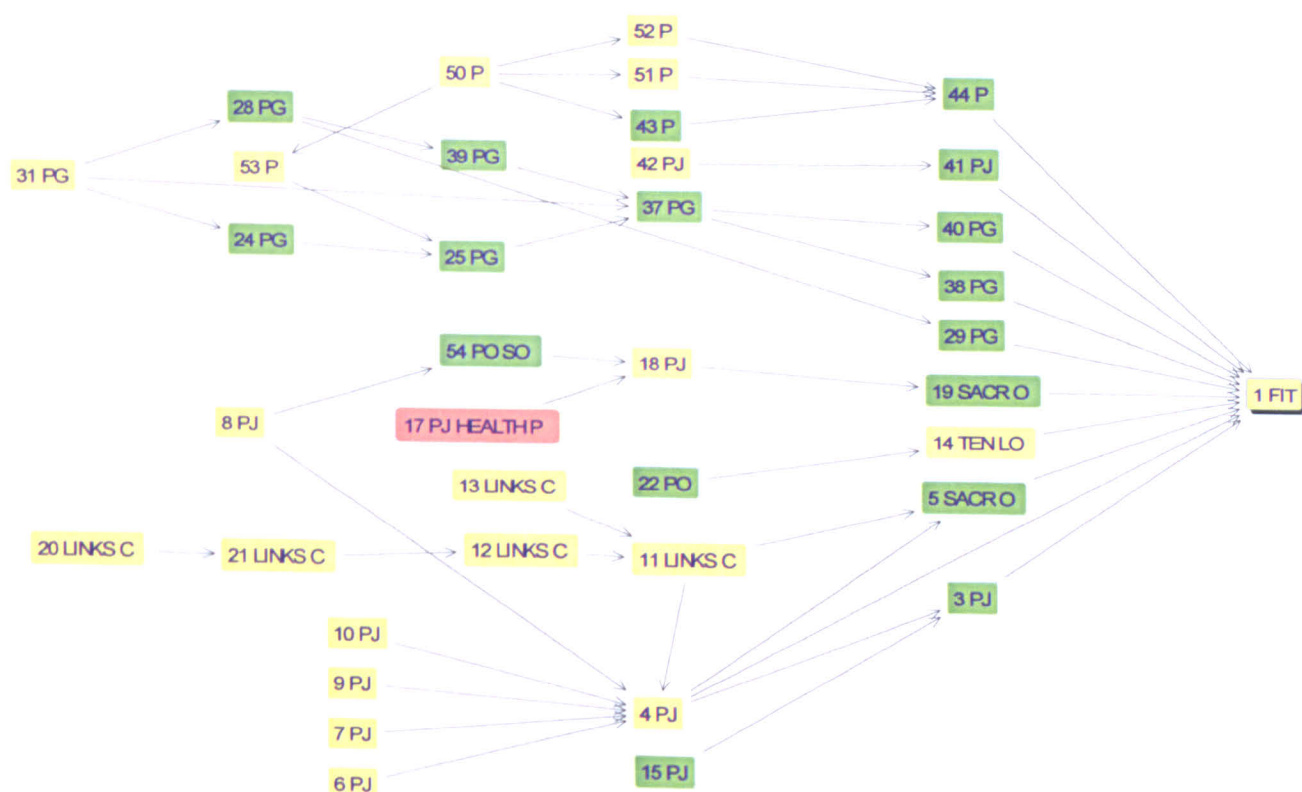 52 P
50 P
51 P
44 P
28 PG
43 P
39 PG
53 P
42 PJ
41 PJ
31 PG
37 PG
40 PG
24 PG
25 PG
38 PG
29 PG
54 PO SO
18 PJ
19 SACR O
1 FIT
8 PJ
17 PJ HEALTH P
14 TEN LO
13 LINKS C
22 PO
5 SACR O
20 LINKS C
21 LINKS C
12 LINKS C
11 LINKS C
3 PJ
10 PJ
9 PJ
4 PJ
7 PJ
15 PJ
6 PJ